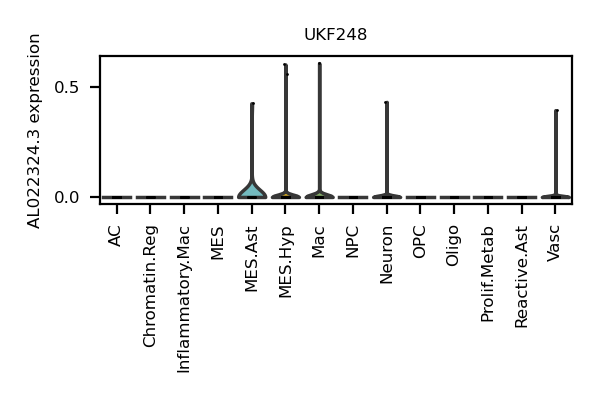 UKF248
AL022324.3 expression
0.5
0.0
AC
Chromatin.Reg
Inflammatory.Mac
MES
MES.Ast
MES.Hyp
Mac
NPC
Neuron
OPC
Oligo
Prolif.Metab
Reactive.Ast
Vasc